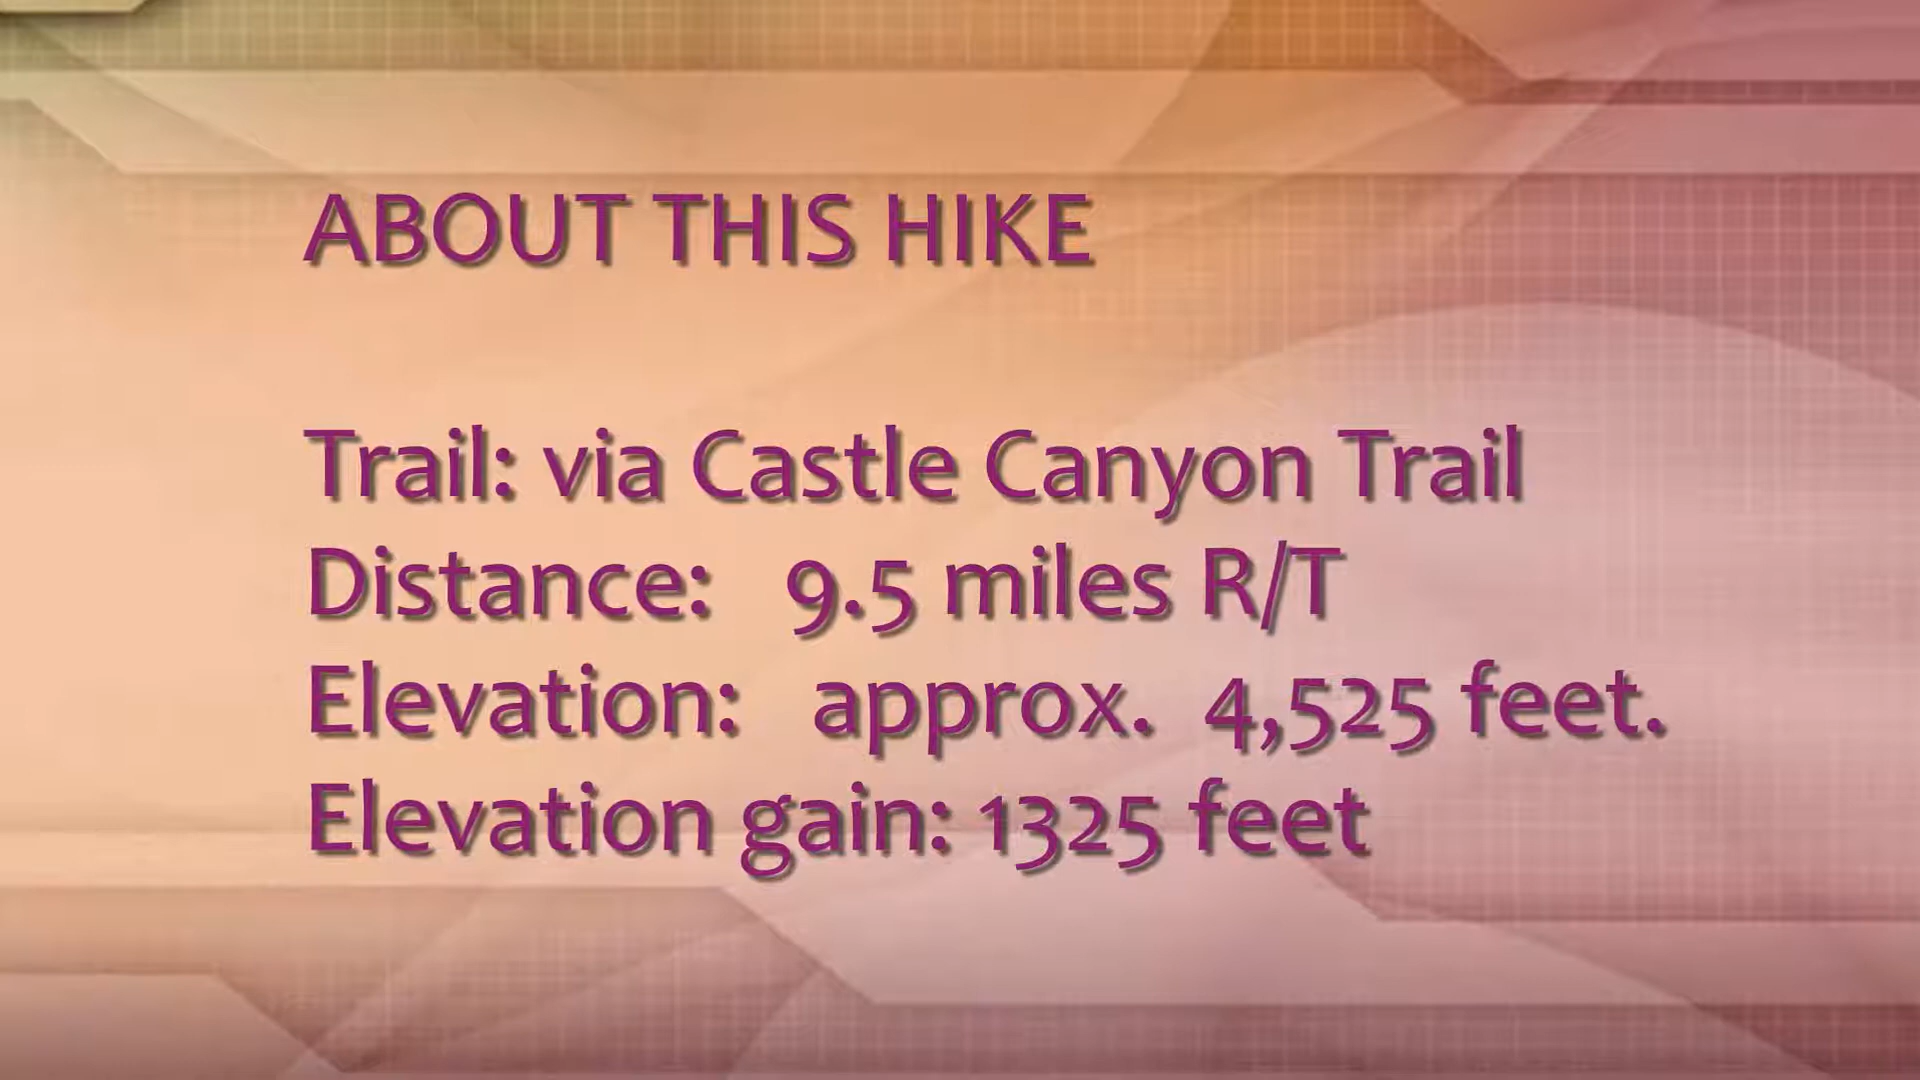 ABOUT THIS HIKE
Trail: via Castle Canyon Trail
Distance: 9.5 miles R/T
Elevation: approx. 4,525 feet.
Elevation gain: 1325 feet